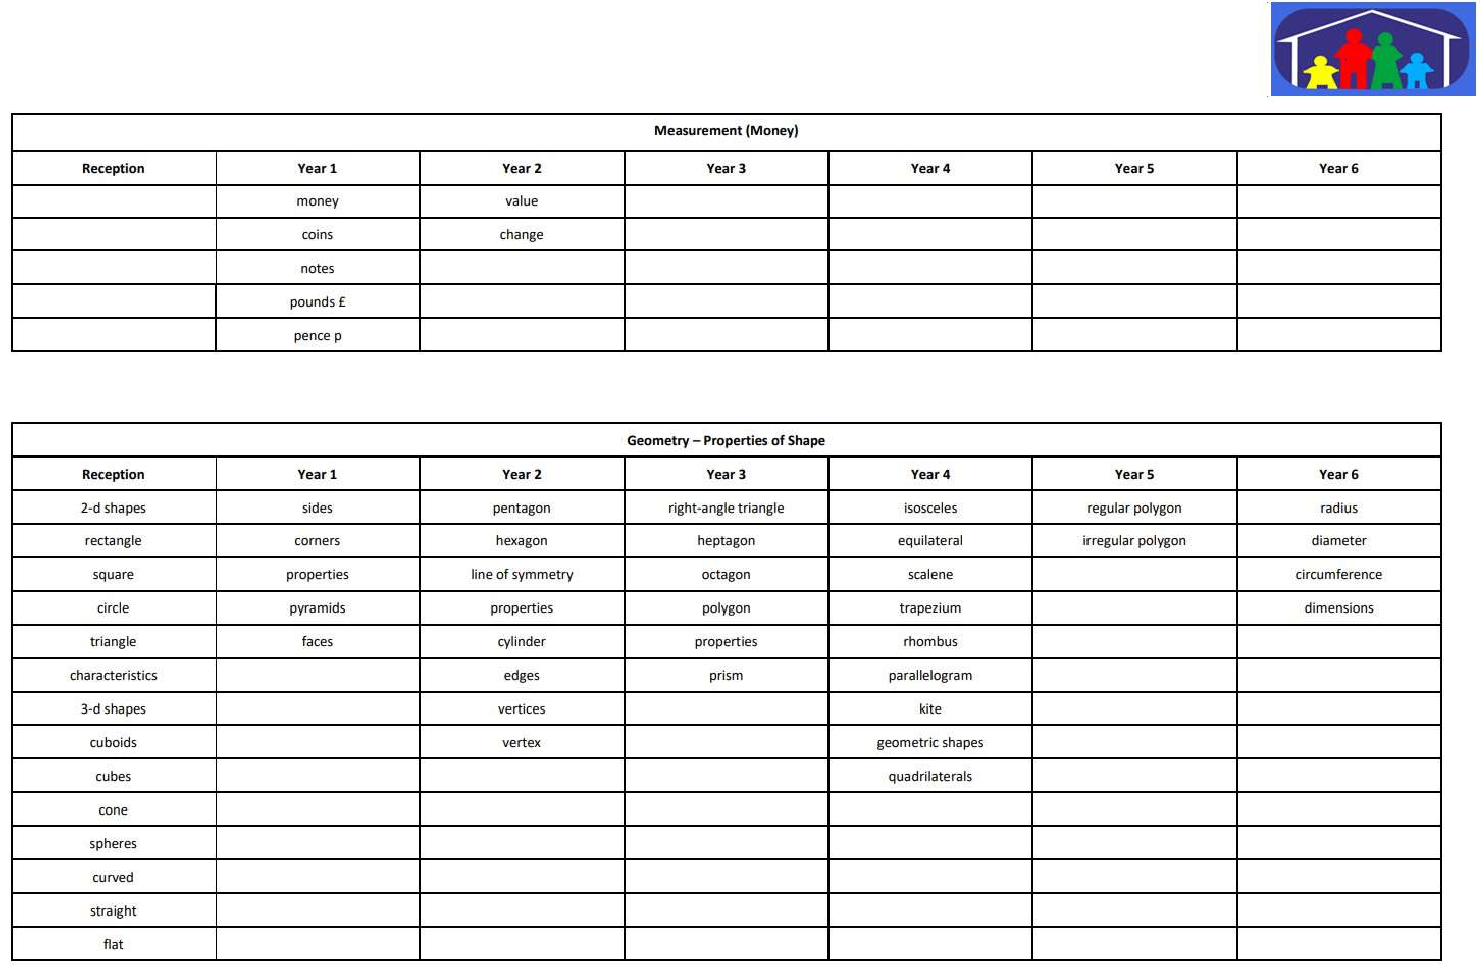 Measurement (Money)
Reception Year 1 Year 2 Year 3 Year 4 Year 5 Year 6
money value
coins change
notes
pounds £
pence p
Geometry – Properties of Shape
Reception Year 1 Year 2 Year 3 Year 4 Year 5 Year 6
2-d shapes sides pentagon right-angle triangle isosceles regular polygon radius
rectangle corners hexagon heptagon equilateral irregular polygon diameter
square properties line of symmetry octagon scalene circumference
circle pyramids properties polygon trapezium dimensions
triangle faces cylinder properties rhombus
characteristics edges prism parallelogram
3-d shapes vertices kite
cuboids vertex geometric shapes
cubes quadrilaterals
cone
spheres
curved
straight
flat